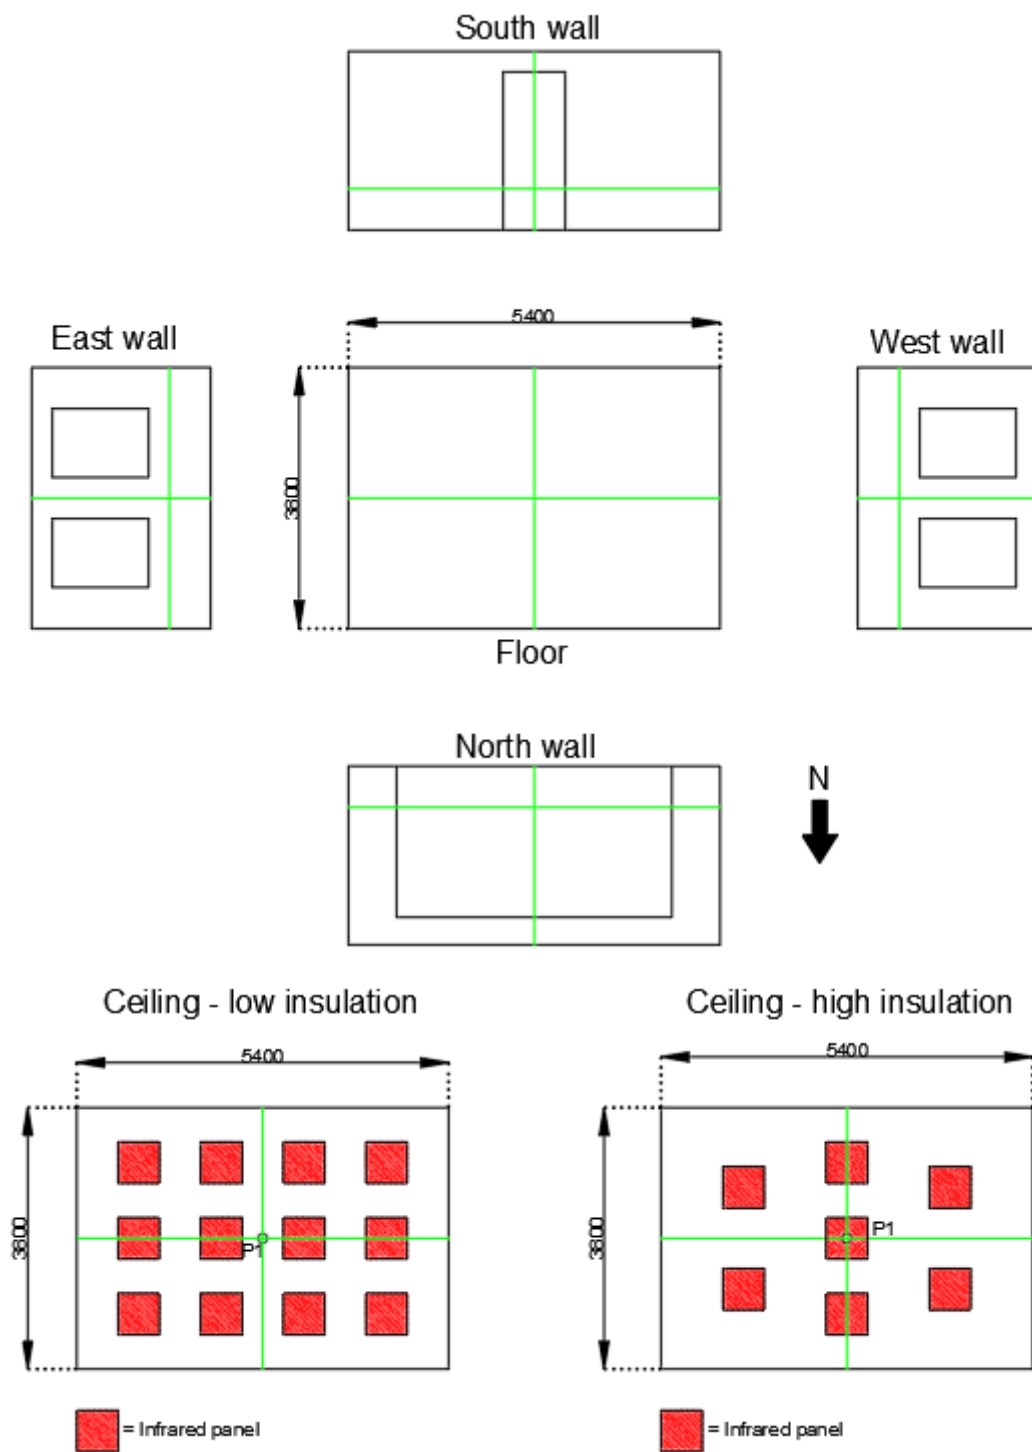 South wall
5400
East wall
West wall
3800
Floor
North wall
N
Ceiling - low insulation
Ceiling - high insulation
5400
5400
3800
P1
3800
P1
= Infrared panel
= Infrared panel